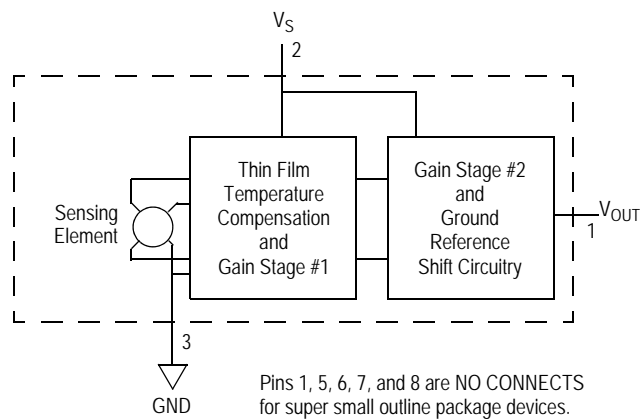 VS
2
Thin Film
Temperature
Compensation
and
Gain Stage #1
Gain Stage #2
and
Ground
Reference
Shift Circuitry
Sensing
Element
VOUT
1
3
GND
Pins 1, 5, 6, 7, and 8 are NO CONNECTS
for super small outline package devices.